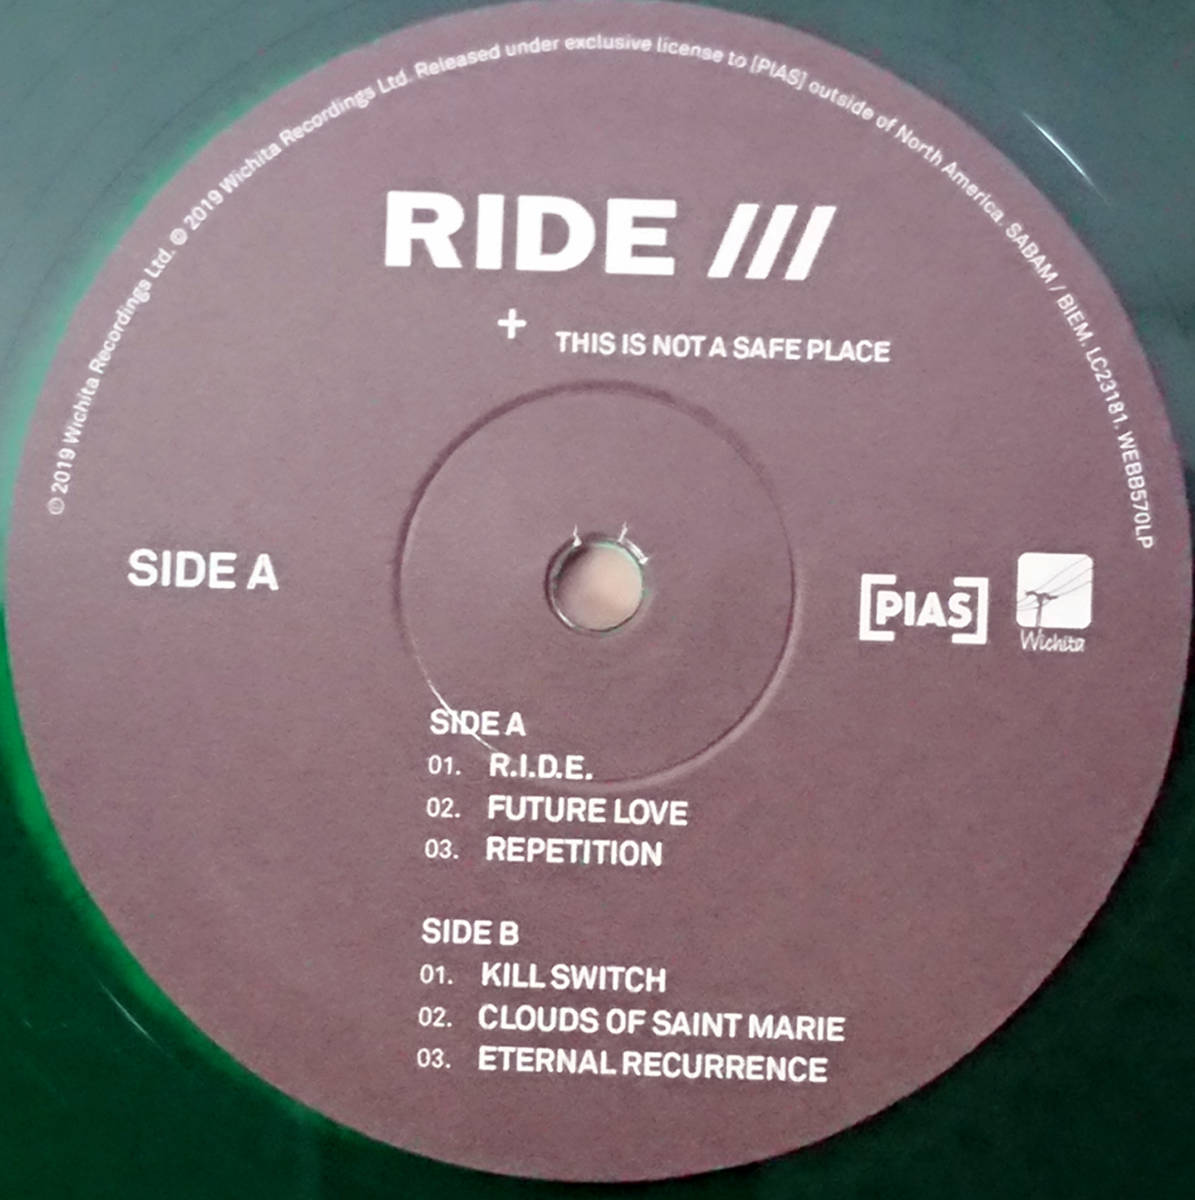 ℗ 2019 Wichita Recordings Ltd. © 2019 Wichita Recordings Ltd. Released under exclusive license to [PIAS] outside of North America. SABAM / BIEM. LC23181. WEBB570LP
RIDE ///
+ THIS IS NOT A SAFE PLACE
SIDE A
[PIAS]
Wichita
SIDE A
01. R.I.D.E.
02. FUTURE LOVE
03. REPETITION
SIDE B
01. KILL SWITCH
02. CLOUDS OF SAINT MARIE
03. ETERNAL RECURRENCE